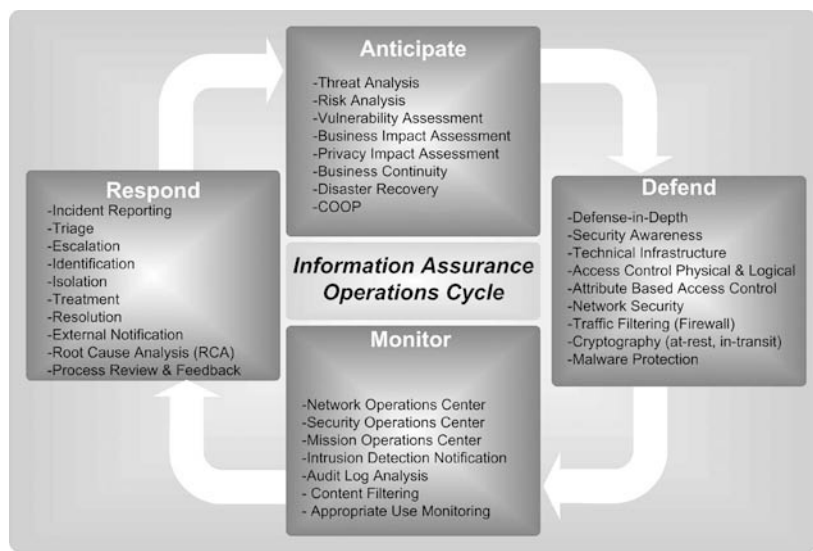 Anticipate
-Threat Analysis
-Risk Analysis
-Vulnerability Assessment
-Business Impact Assessment
-Privacy Impact Assessment
-Business Continuity
-Disaster Recovery
-COOP
Defend
-Defense-in-Depth
-Security Awareness
-Technical Infrastructure
-Access Control Physical & Logical
-Attribute Based Access Control
-Network Security
-Traffic Filtering (Firewall)
-Cryptography (at-rest, in-transit)
-Malware Protection
Monitor
-Network Operations Center
-Security Operations Center
-Mission Operations Center
-Intrusion Detection Notification
-Audit Log Analysis
- Content Filtering
- Appropriate Use Monitoring
Respond
-Incident Reporting
-Triage
-Escalation
-Identification
-Isolation
-Treatment
-Resolution
-External Notification
-Root Cause Analysis (RCA)
-Process Review & Feedback
Information Assurance
Operations Cycle